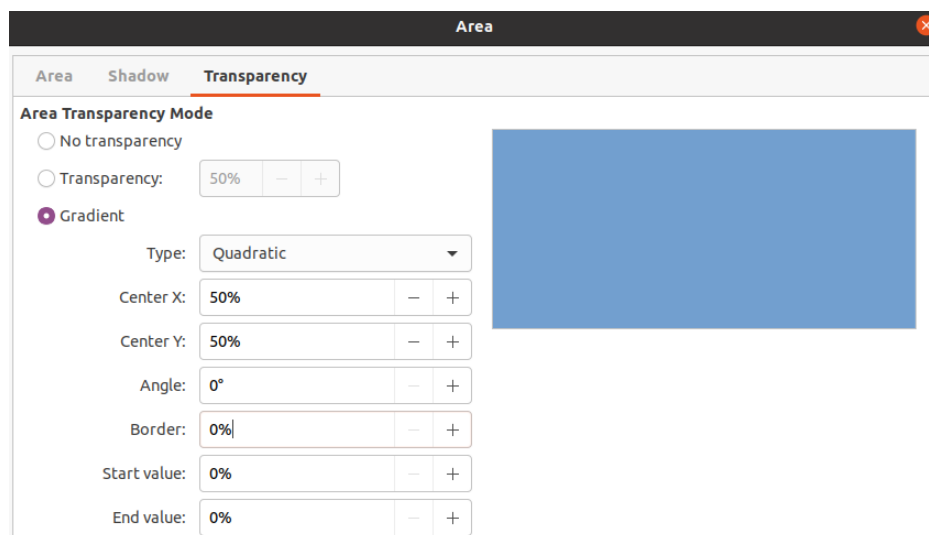 Area
Area Shadow Transparency
Area Transparency Mode
No transparency
Transparency: 50%
Gradient
Type: Quadratic
Center X: 50%
Center Y: 50%
Angle: 0°
Border: 0%
Start value: 0%
End value: 0%